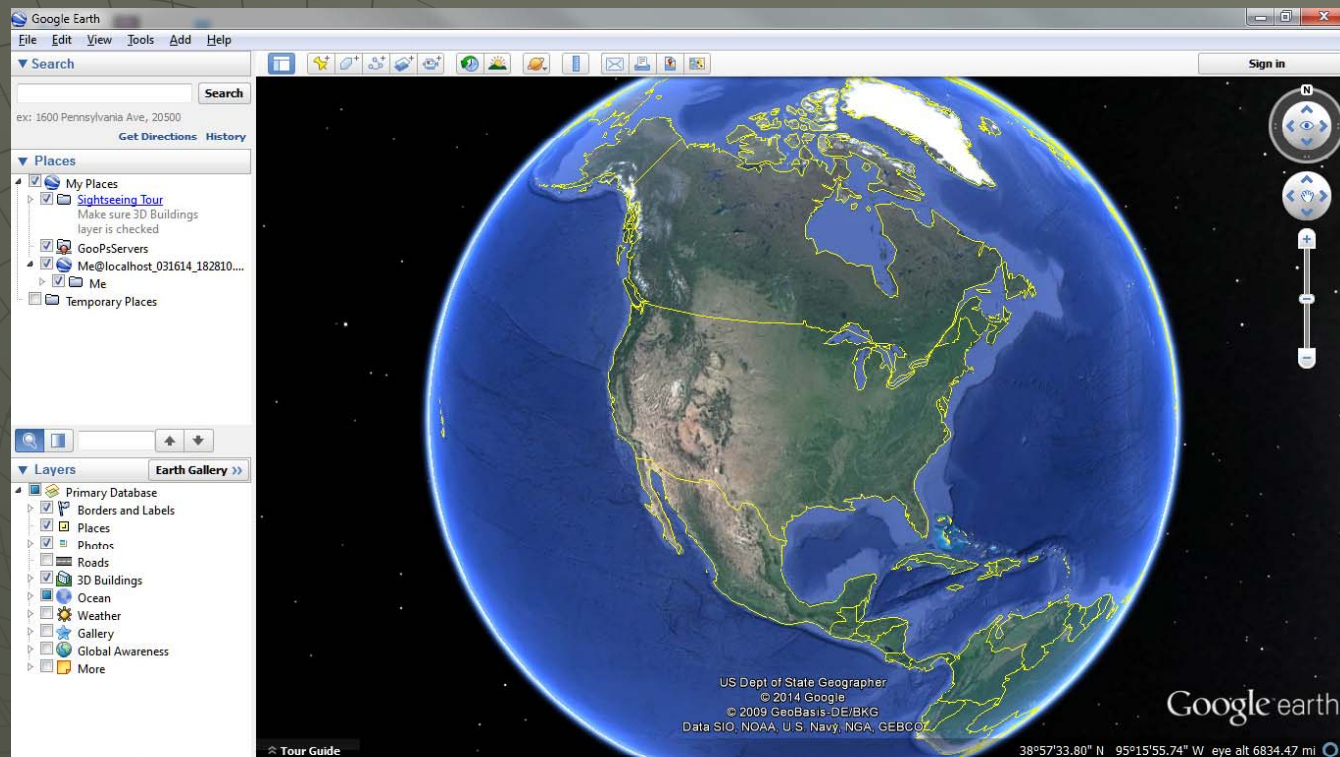 Google Earth
File Edit View Tools Add Help
Search
Search
ex: 1600 Pennsylvania Ave, 20500
Get Directions History
Places
My Places
Sightseeing Tour
Make sure 3D Buildings
layer is checked
GooPsServers
Me@localhost_031614_182810....
Me
Temporary Places
Layers
Earth Gallery >>
Primary Database
Borders and Labels
Places
Photos
Roads
3D Buildings
Ocean
Weather
Gallery
Global Awareness
More
Sign in
N
US Dept of State Geographer
© 2014 Google
© 2009 GeoBasis-DE/BKG
Data SIO, NOAA, U.S. Navy, NGA, GEBCO
Google earth
Tour Guide
38°57'33.80" N 95°15'55.74" W eye alt 6834.47 mi